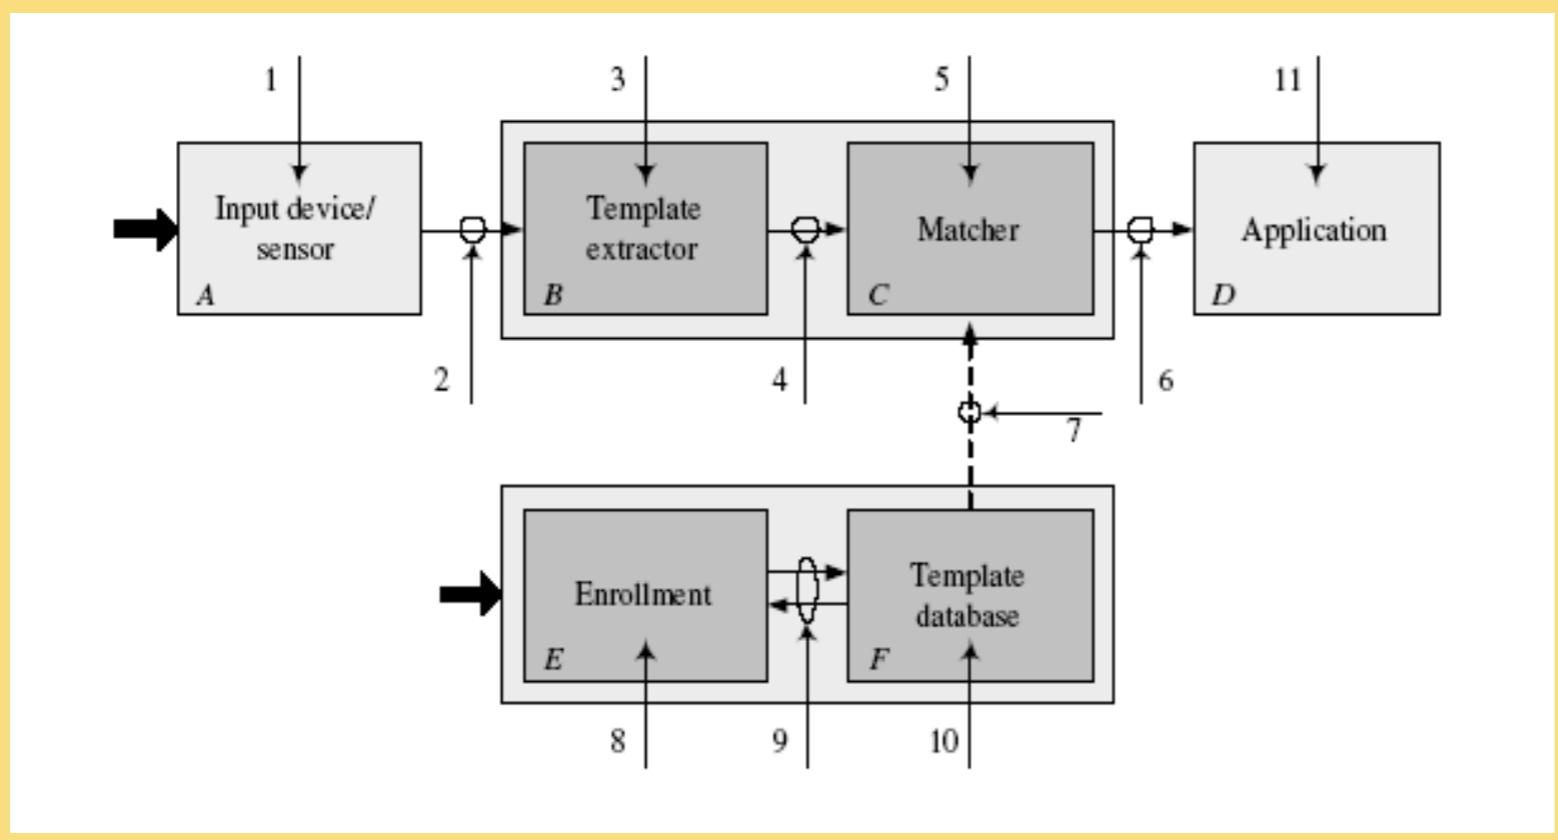 1
3
5
11
Input device/
sensor
A
Template
extractor
B
Matcher
C
Application
D
2
4
6
7
Enrollment
E
Template
database
F
8
9
10